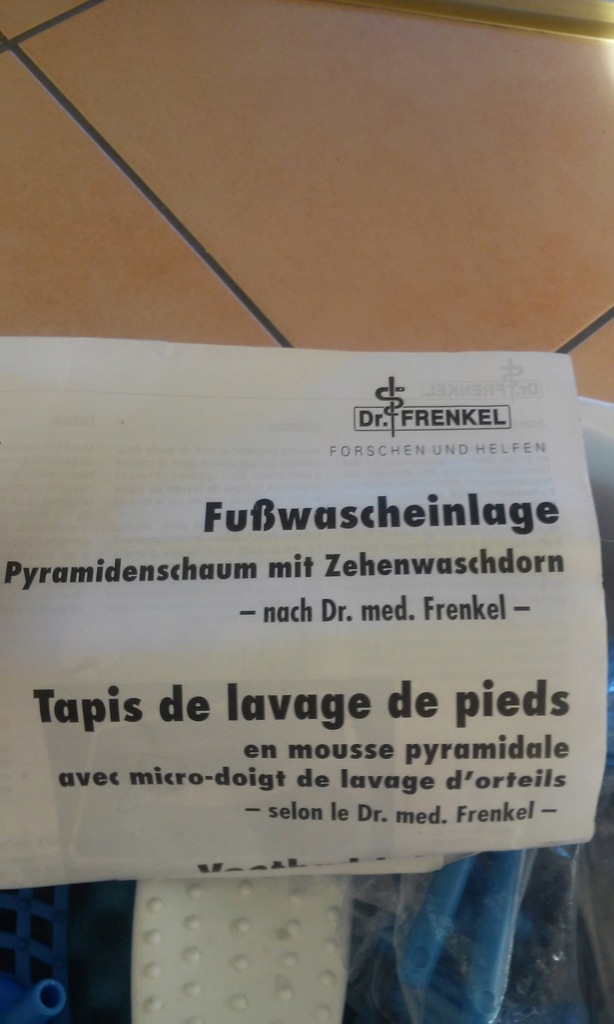 Dr. FRENKEL
FORSCHEN UND HELFEN
Fußwascheinlage
Pyramidenschaum mit Zehenwaschdorn
– nach Dr. med. Frenkel –
Tapis de lavage de pieds
en mousse pyramidale
avec micro-doigt de lavage d'orteils
– selon le Dr. med. Frenkel –